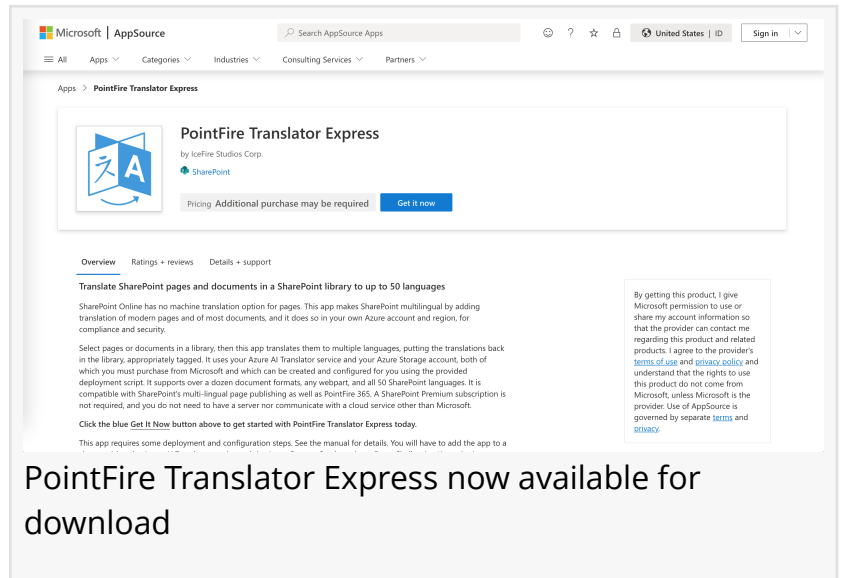 Microsoft | AppSource
Search AppSource Apps
United States | ID
Sign in
All
Apps
Categories
Industries
Consulting Services
Partners
Apps > PointFire Translator Express
PointFire Translator Express
by IceFire Studios Corp.
SharePoint
Pricing Additional purchase may be required
Get it now
Overview
Ratings + reviews
Details + support
Translate SharePoint pages and documents in a SharePoint library to up to 50 languages
SharePoint Online has no machine translation option for pages. This app makes SharePoint multilingual by adding
translation of modern pages and of most documents, and it does so in your own Azure account and region, for
compliance and security.
Select pages or documents in a library, then this app translates them to multiple languages, putting the translations back
in the library, appropriately tagged. It uses your Azure AI Translator service and your Azure Storage account, both of
which you must purchase from Microsoft and which can be created and configured for you using the provided
deployment script. It supports over a dozen document formats, any webpart, and all 50 SharePoint languages. It is
compatible with SharePoint's multi-lingual page publishing as well as PointFire 365. A SharePoint Premium subscription is
not required, and you do not need to have a server nor communicate with a cloud service other than Microsoft.
Click the blue Get It Now button above to get started with PointFire Translator Express today.
This app requires some deployment and configuration steps. See the manual for details. You will have to add the app to a
By getting this product, I give
Microsoft permission to use or
share my account information so
that the provider can contact me
regarding this product and related
products. I agree to the provider's
terms of use and privacy policy and
understand that the rights to use
this product do not come from
Microsoft, unless Microsoft is the
provider. Use of AppSource is
governed by separate terms and
privacy.
PointFire Translator Express now available for
download